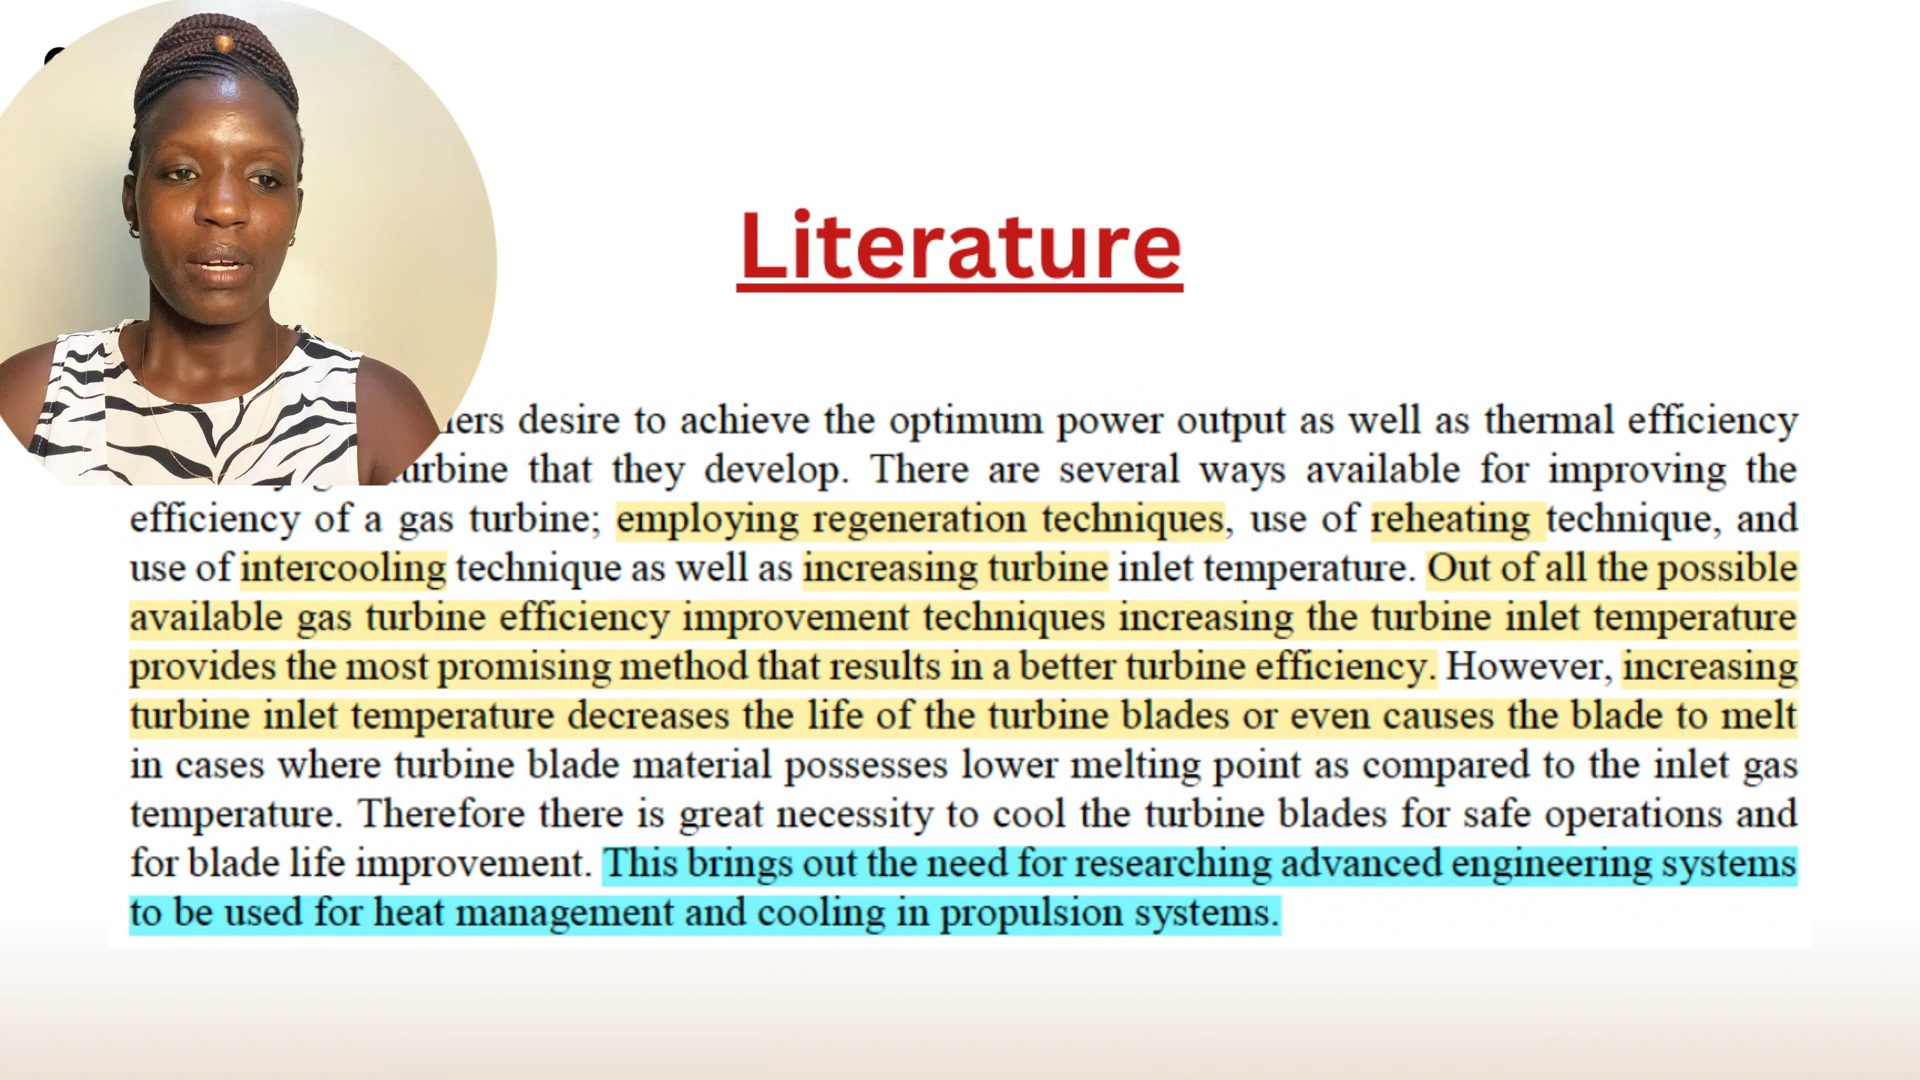 Literature
desire to achieve the optimum power output as well as thermal efficiency
that they develop. There are several ways available for improving the
efficiency of a gas turbine; employing regeneration techniques, use of reheating technique, and
use of intercooling technique as well as increasing turbine inlet temperature. Out of all the possible
available gas turbine efficiency improvement techniques increasing the turbine inlet temperature
provides the most promising method that results in a better turbine efficiency. However, increasing
turbine inlet temperature decreases the life of the turbine blades or even causes the blade to melt
in cases where turbine blade material possesses lower melting point as compared to the inlet gas
temperature. Therefore there is great necessity to cool the turbine blades for safe operations and
for blade life improvement. This brings out the need for researching advanced engineering systems
to be used for heat management and cooling in propulsion systems.